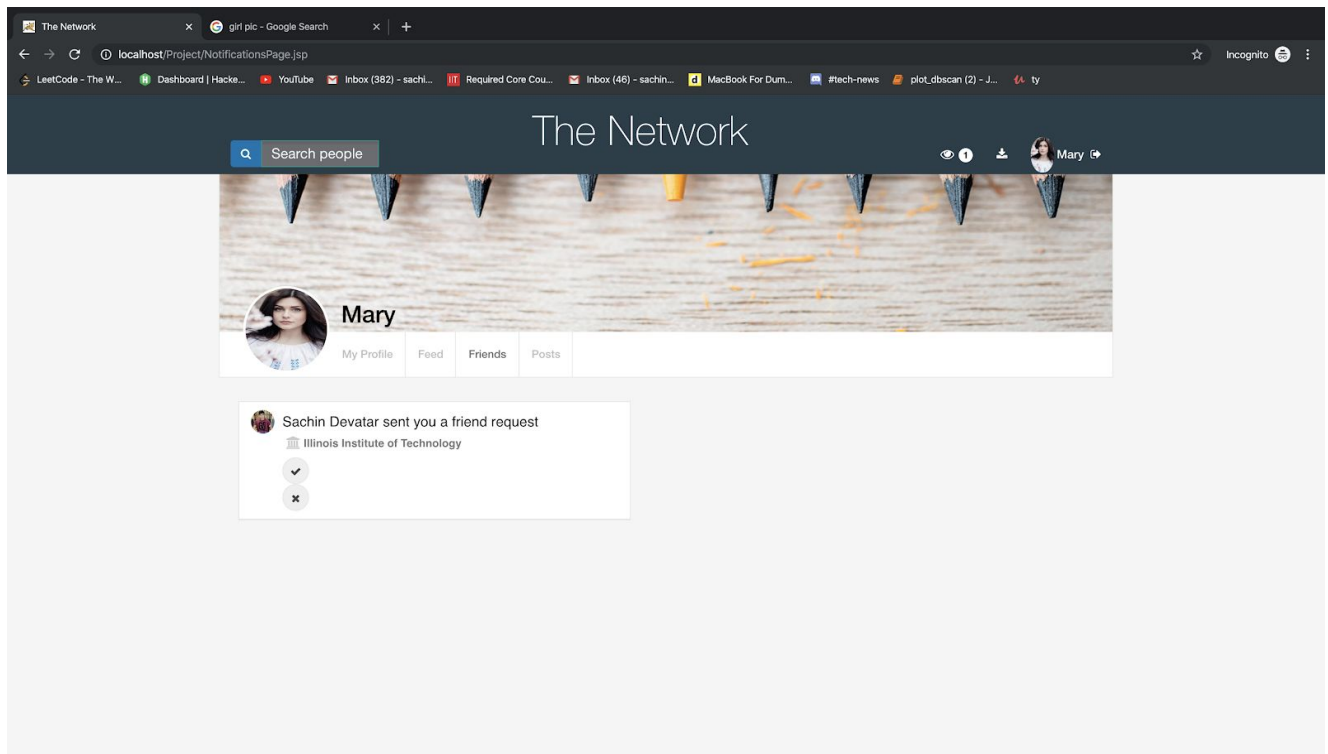 The Network
girl pic - Google Search
localhost/Project/NotificationsPage.jsp
Incognito
LeetCode - The W...
Dashboard | Hacke...
YouTube
Inbox (382) - sachi...
IIT
Required Core Cou...
Inbox (46) - sachin...
d
MacBook For Dum...
#tech-news
plot_dbscan (2) - J...
ty
The Network
Search people
1
Mary
Mary
My Profile
Feed
Friends
Posts
Sachin Devatar sent you a friend request
Illinois Institute of Technology